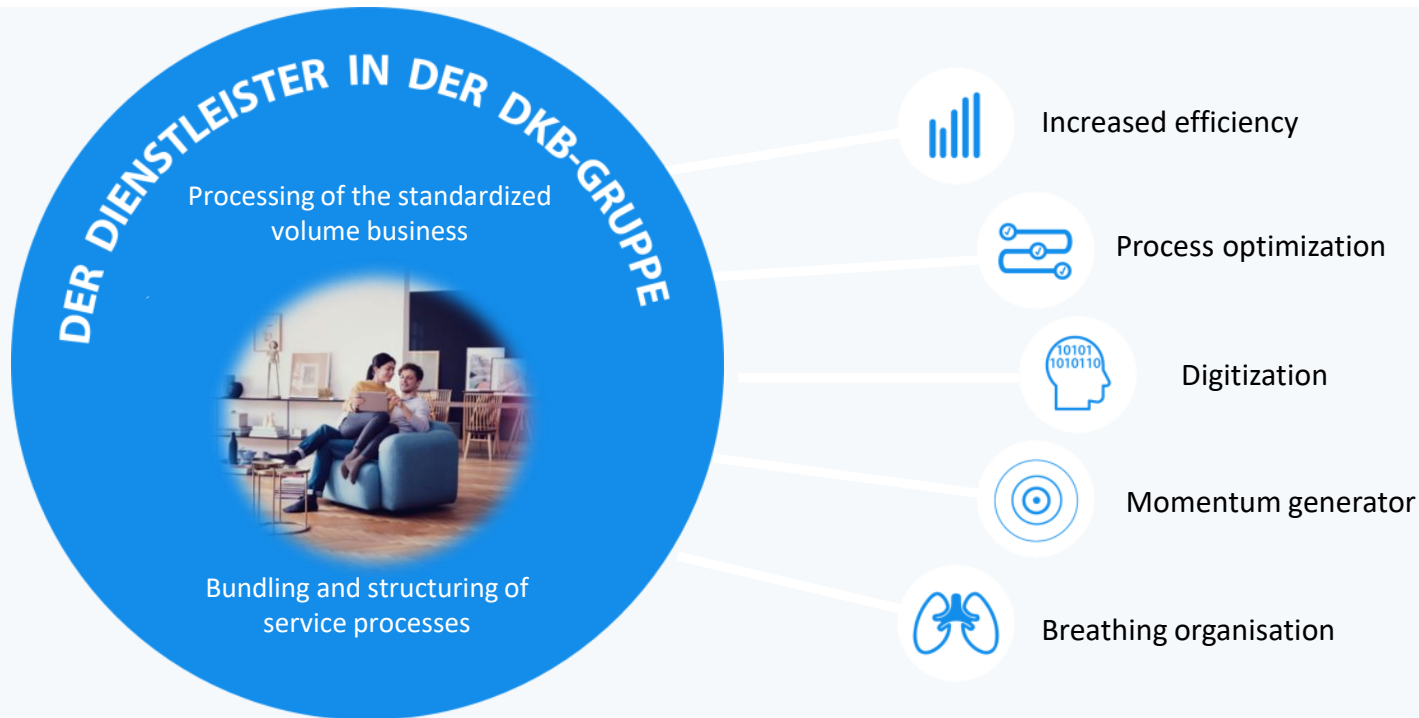 DER DIENSTLEISTER IN DER DKB-GRUPPE
Processing of the standardized
volume business
Bundling and structuring of
service processes
Increased efficiency
Process optimization
10101
1010110
Digitization
Momentum generator
Breathing organisation